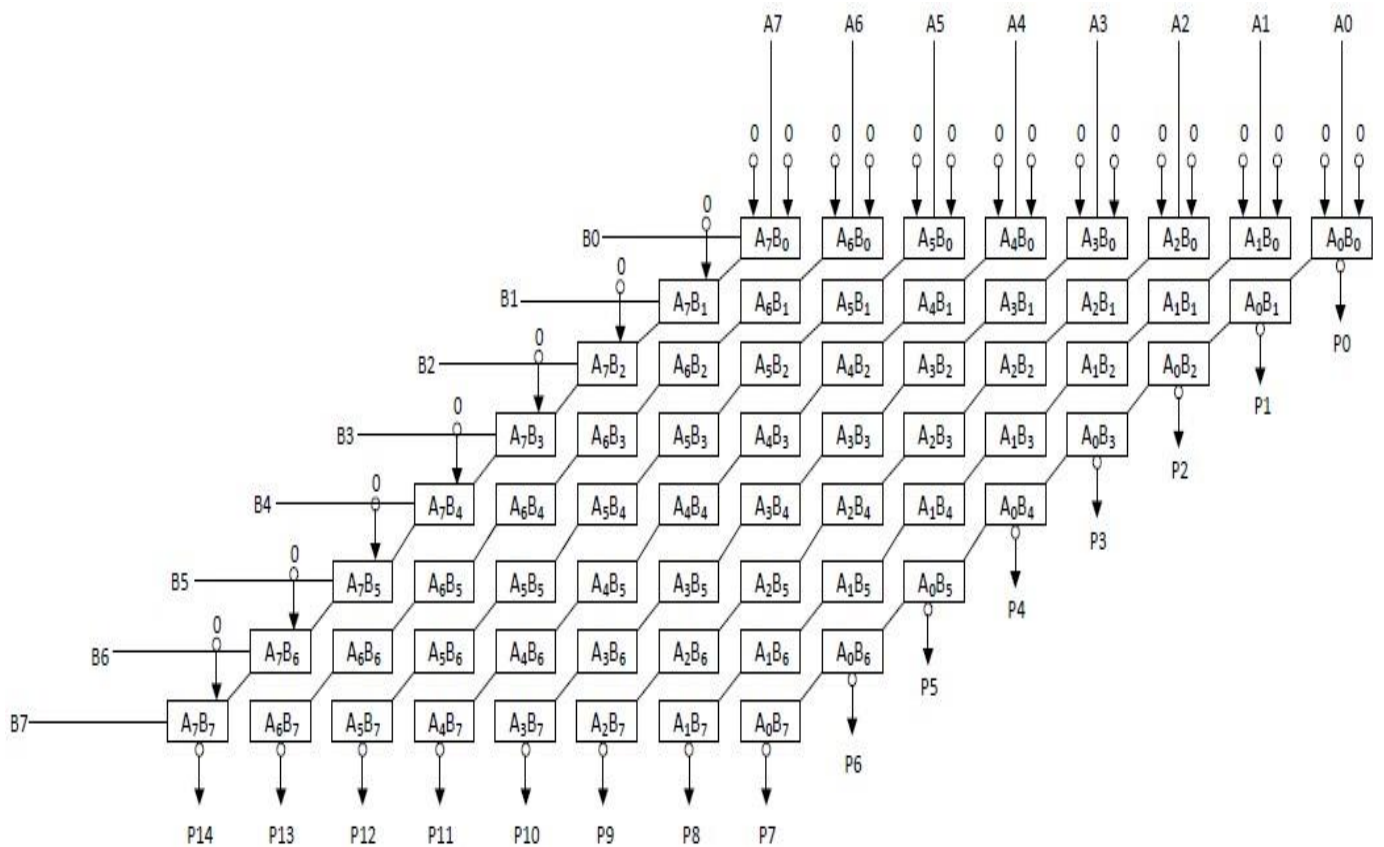 A7 A6 A5 A4 A3 A2 A1 A0
0 0 0 0 0 0 0 0 0 0 0 0 0 0 0 0
0
B0 A₇B₀ A₆B₀ A₅B₀ A₄B₀ A₃B₀ A₂B₀ A₁B₀ A₀B₀
0
B1 A₇B₁ A₆B₁ A₅B₁ A₄B₁ A₃B₁ A₂B₁ A₁B₁ A₀B₁
P0
0
B2 A₇B₂ A₆B₂ A₅B₂ A₄B₂ A₃B₂ A₂B₂ A₁B₂ A₀B₂
P1
0
B3 A₇B₃ A₆B₃ A₅B₃ A₄B₃ A₃B₃ A₂B₃ A₁B₃ A₀B₃
P2
0
B4 A₇B₄ A₆B₄ A₅B₄ A₄B₄ A₃B₄ A₂B₄ A₁B₄ A₀B₄
P3
0
B5 A₇B₅ A₆B₅ A₅B₅ A₄B₅ A₃B₅ A₂B₅ A₁B₅ A₀B₅
P4
0
B6 A₇B₆ A₆B₆ A₅B₆ A₄B₆ A₃B₆ A₂B₆ A₁B₆ A₀B₆
P5
B7 A₇B₇ A₆B₇ A₅B₇ A₄B₇ A₃B₇ A₂B₇ A₁B₇ A₀B₇
P6
P14 P13 P12 P11 P10 P9 P8 P7